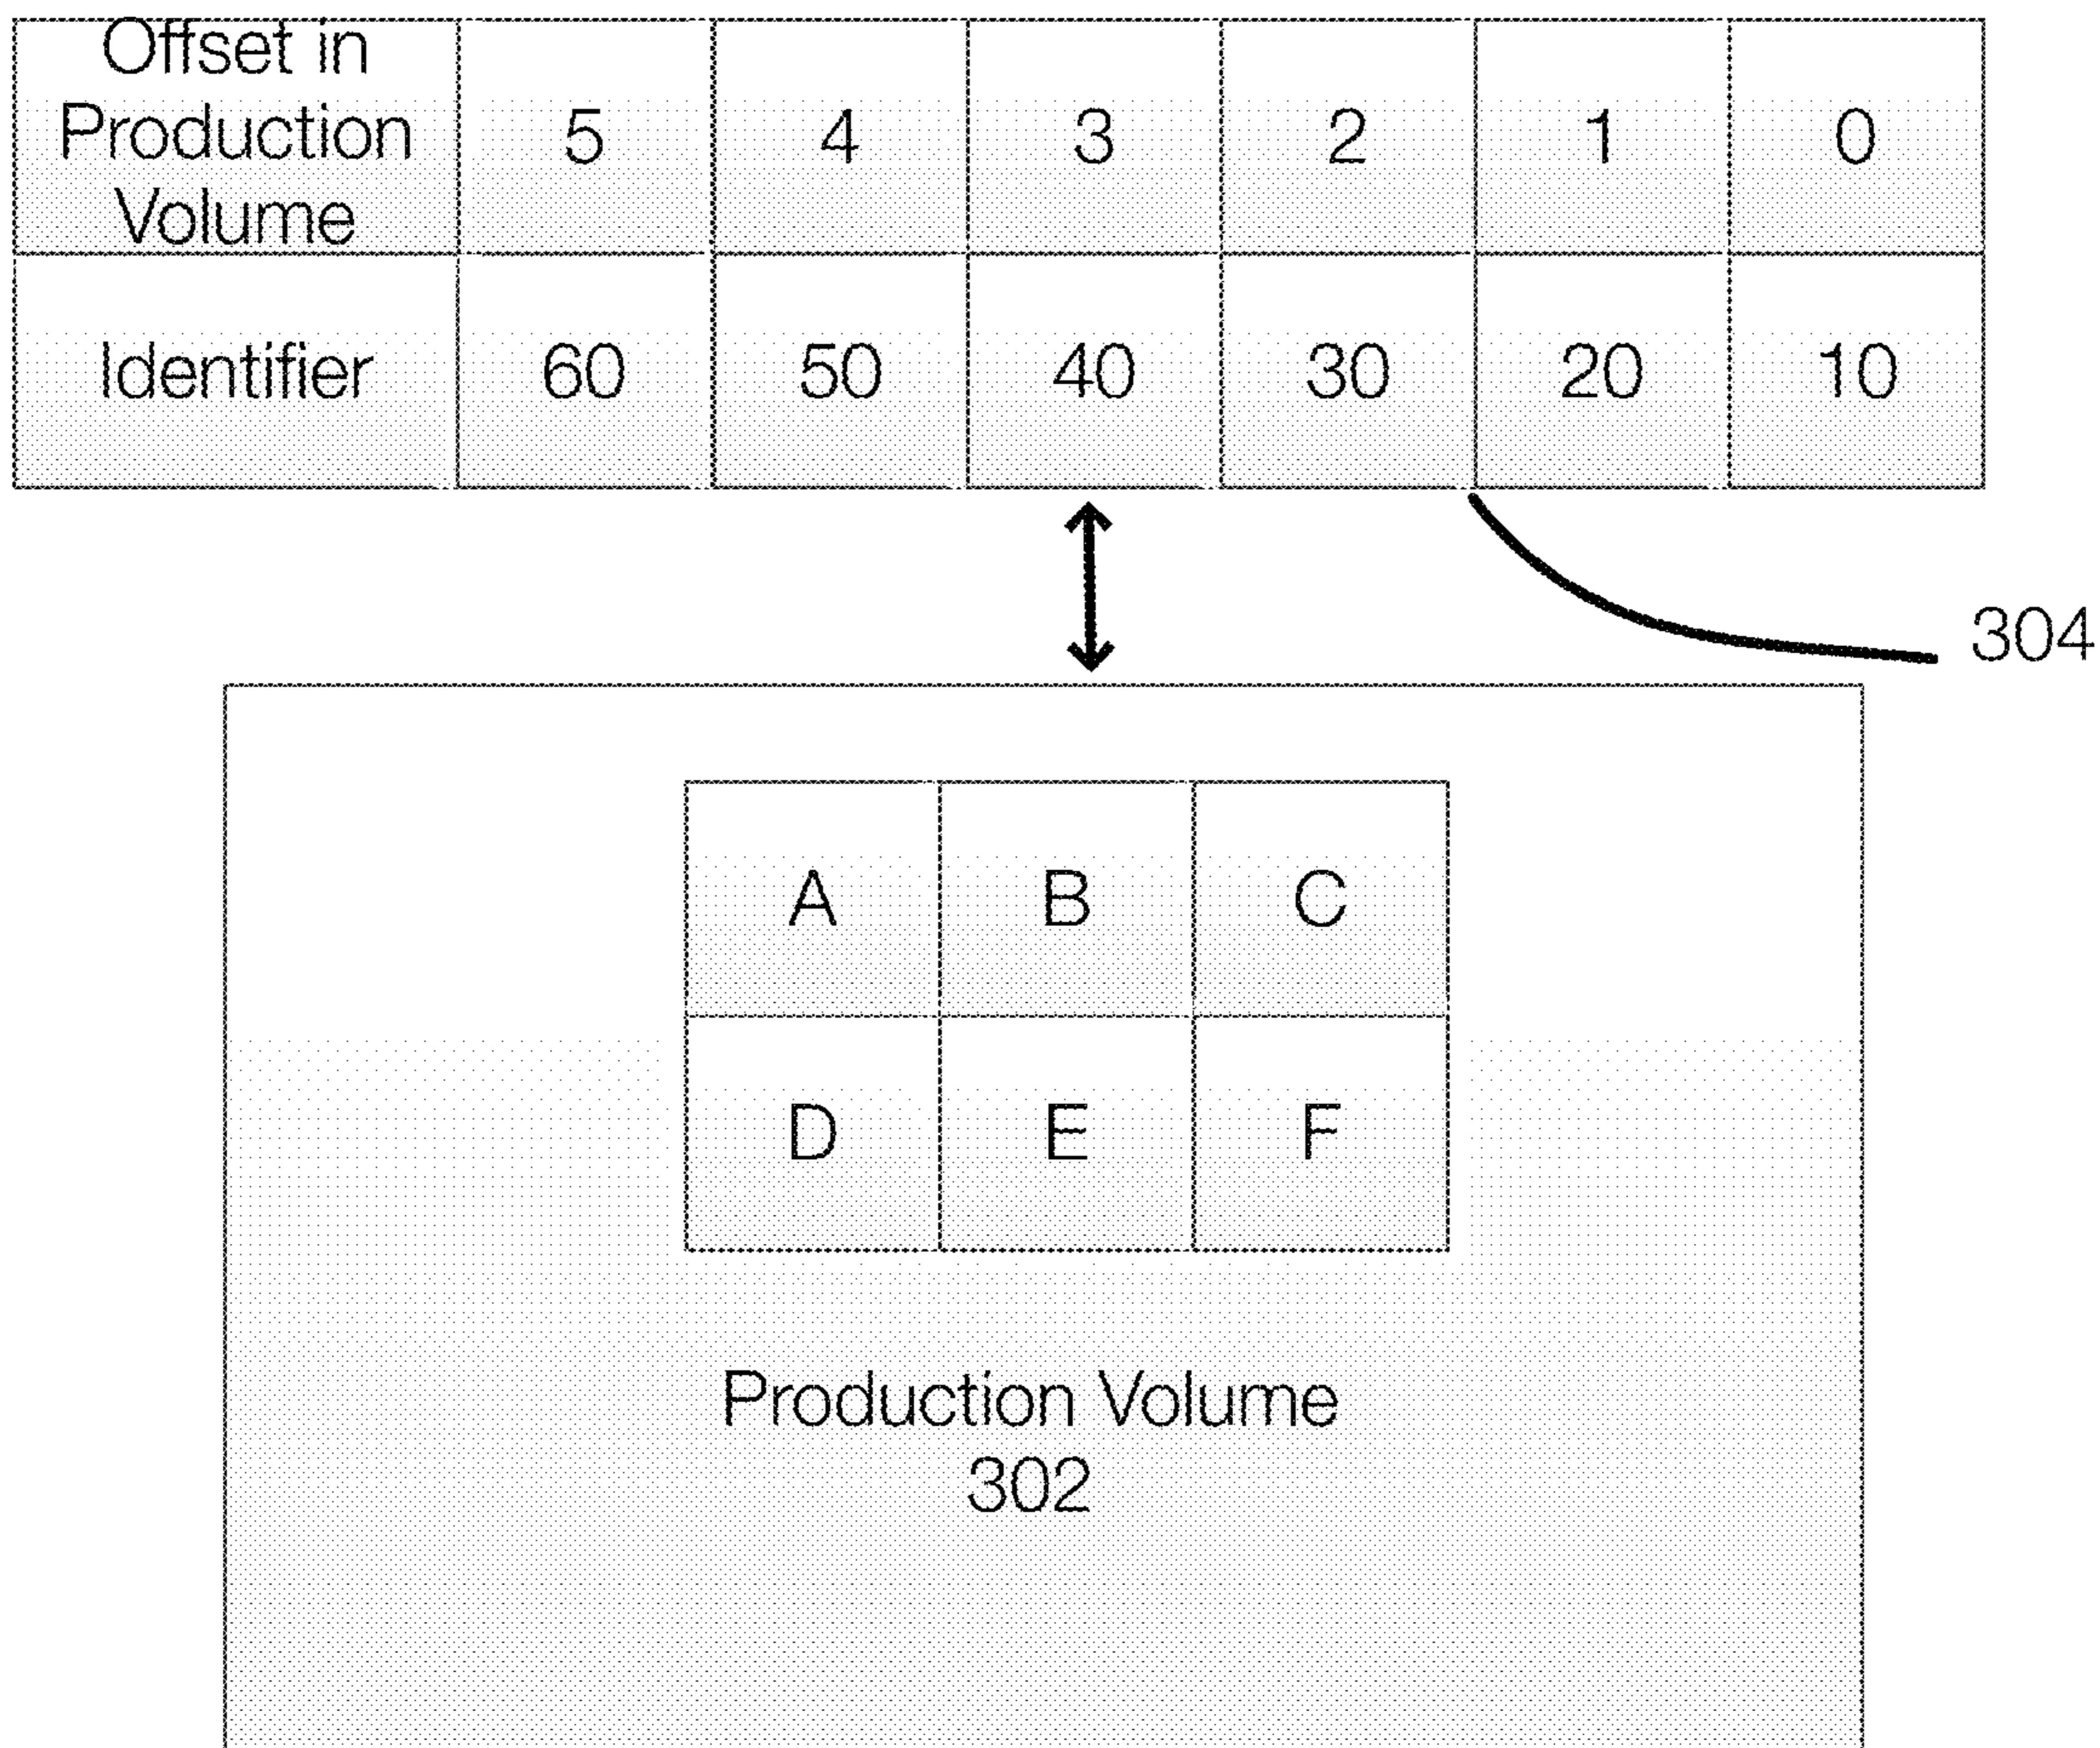 Offset in
Production
Volume
5 4 3 2 1 0
Identifier 60 50 40 30 20 10
304
A B C
D E F
Production Volume
302